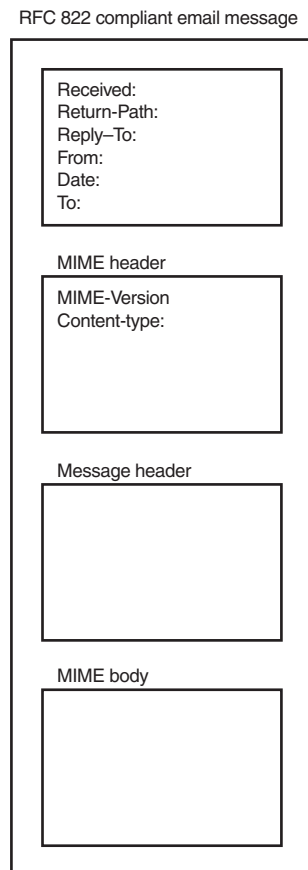 RFC 822 compliant email message
Received:
Return-Path:
Reply–To:
From:
Date:
To:
MIME header
MIME-Version
Content-type:
Message header
MIME body